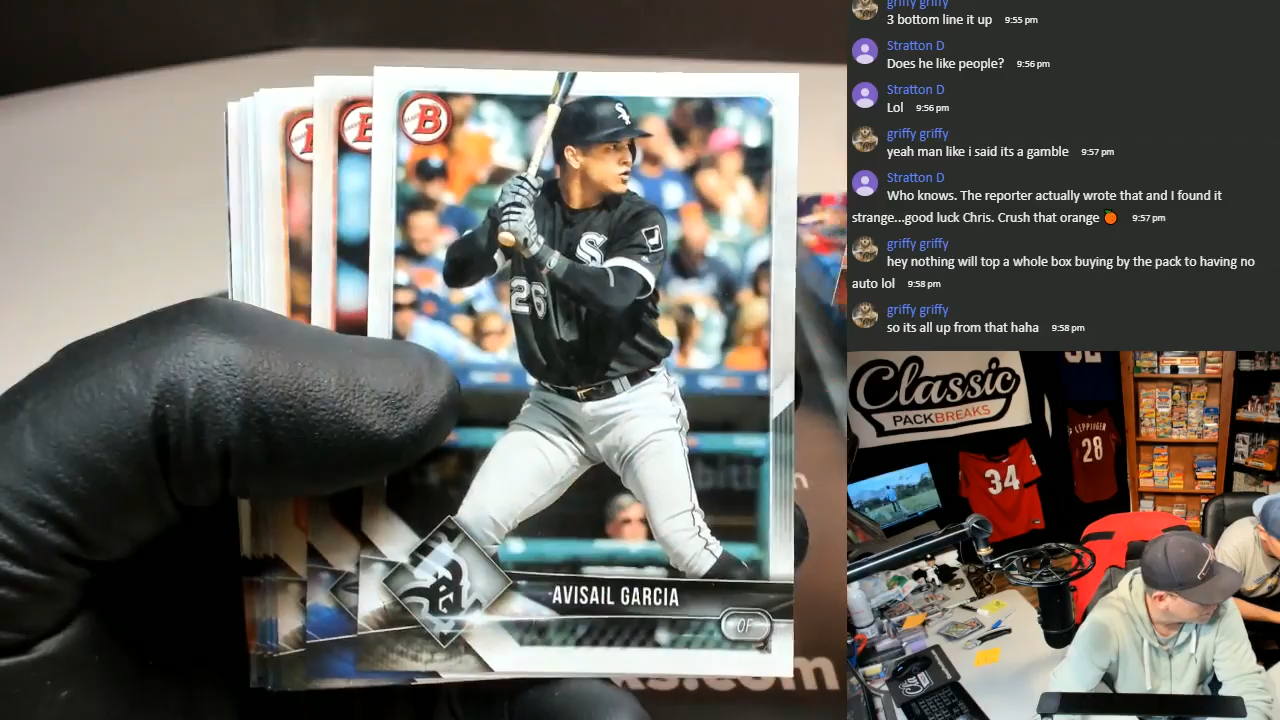 B
26
AVISAIL GARCIA
OF
griffy griffy
3 bottom line it up 9:55 pm
Stratton D
Does he like people? 9:56 pm
Stratton D
Lol 9:56 pm
griffy griffy
yeah man like i said its a gamble 9:57 pm
Stratton D
Who knows. The reporter actually wrote that and I found it
strange...good luck Chris. Crush that orange 9:57 pm
griffy griffy
hey nothing will top a whole box buying by the pack to having no
auto lol 9:58 pm
griffy griffy
so its all up from that haha 9:58 pm
Classic
PACKBREAKS
34
LEPPINGER
28